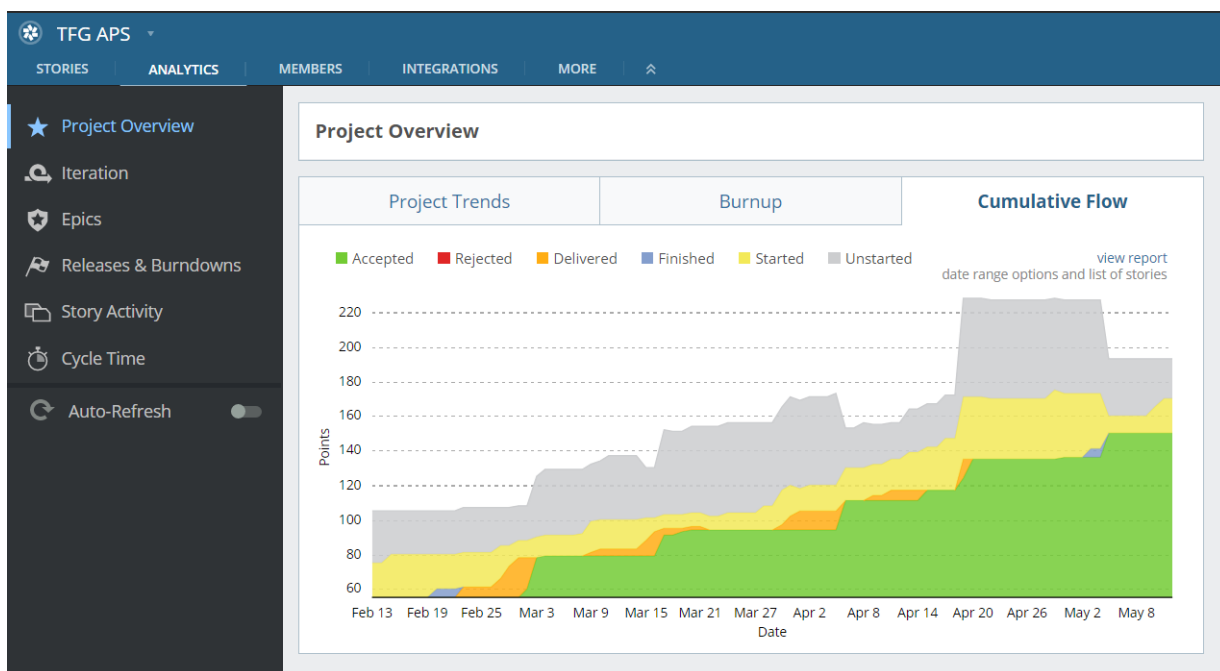 TFG APS
STORIES ANALYTICS MEMBERS INTEGRATIONS MORE
Project Overview
Iteration
Epics
Releases & Burndowns
Story Activity
Cycle Time
Auto-Refresh
Project Overview
Project Trends Burnup Cumulative Flow
Accepted Rejected Delivered Finished Started Unstarted
view report
date range options and list of stories
220
200
180
160
140
120
100
80
60
Points
Feb 13 Feb 19 Feb 25 Mar 3 Mar 9 Mar 15 Mar 21 Mar 27 Apr 2 Apr 8 Apr 14 Apr 20 Apr 26 May 2 May 8
Date